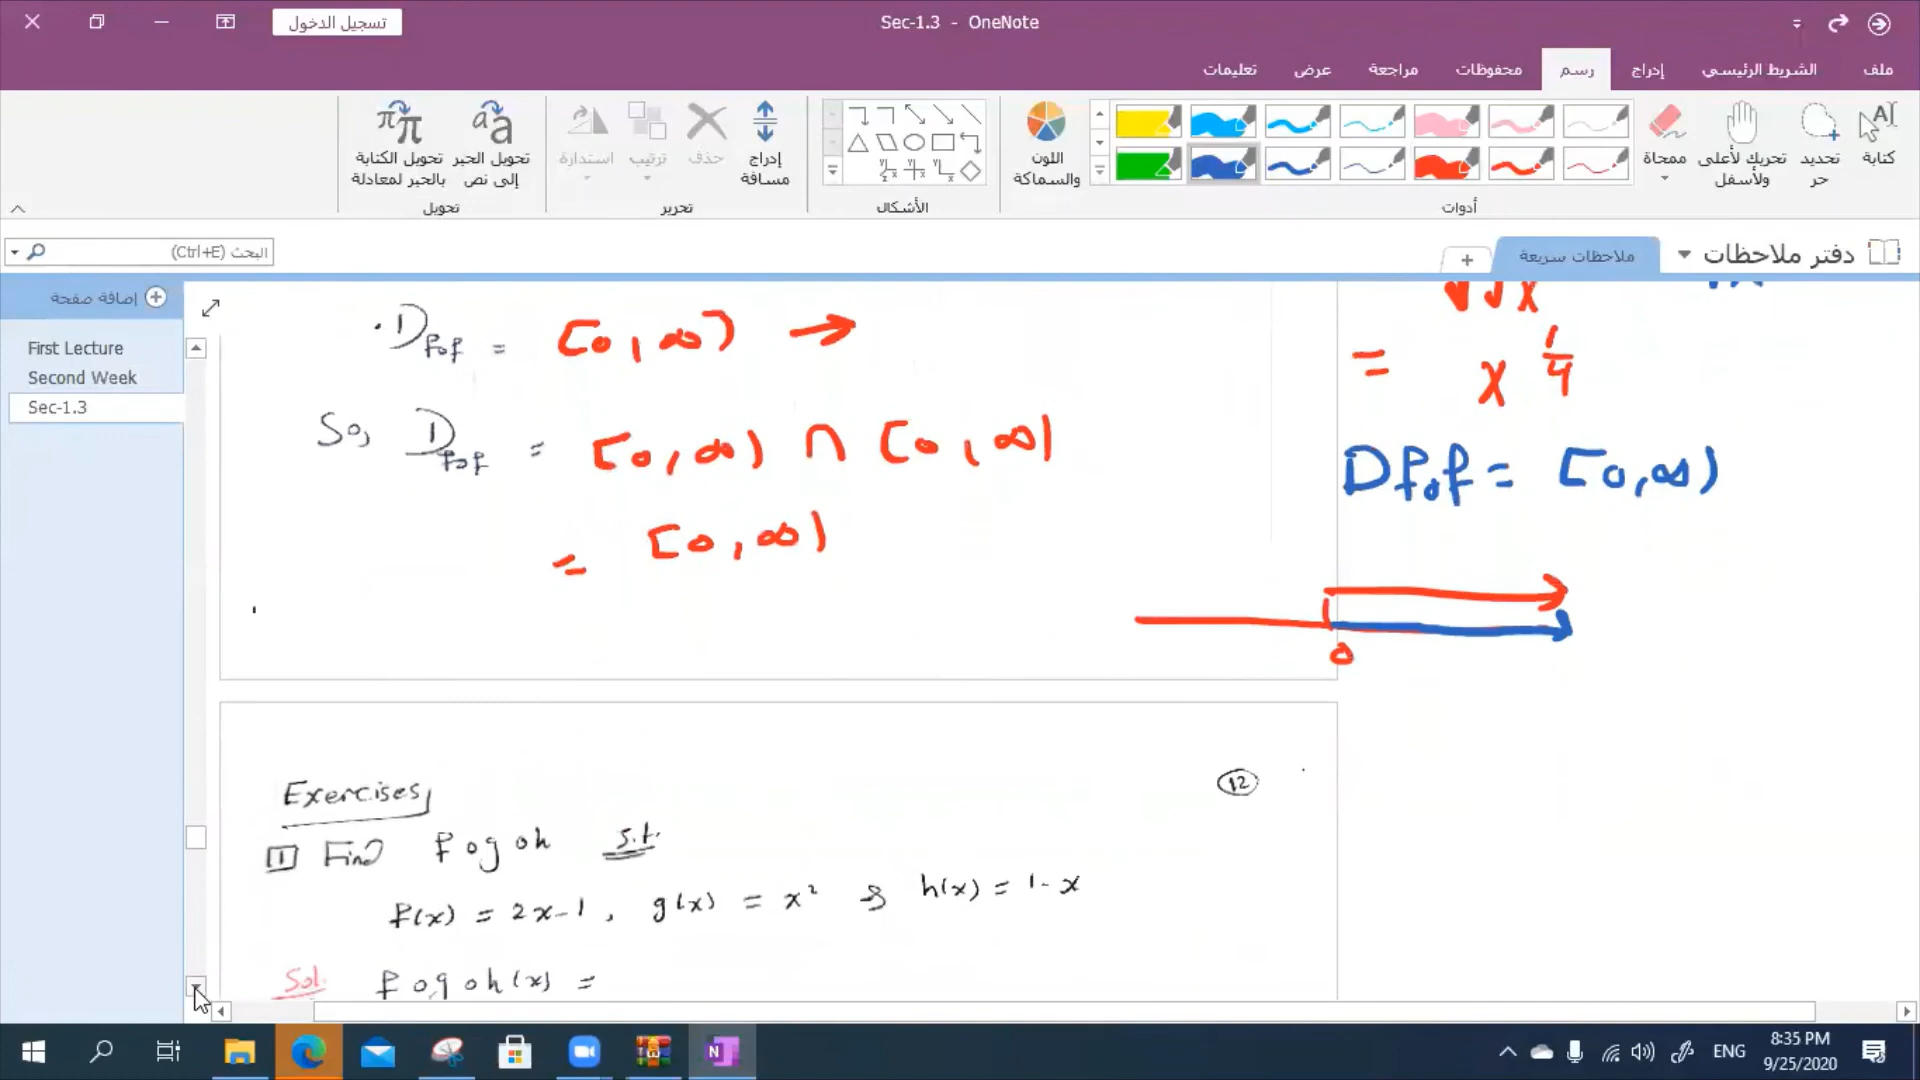 تسجيل الدخول
Sec-1.3 - OneNote
ملف الشريط الرئيسي إدراج رسم محفوظات مراجعة عرض تعليمات
كتابة
تحديد حر
تحريك لأعلى ولأسفل
ممحاة
أدوات
اللون والسماكة
الأشكال
إدراج مسافة
حذف
ترتيب
استدارة
تحرير
تحويل الحبر إلى نص
تحويل الكتابة بالحبر لمعادلة
تحويل
دفتر ملاحظات
ملاحظات سريعة
+
البحث (Ctrl+E)
إضافة صفحة
First Lecture
Second Week
Sec-1.3
. D fof = [0, ∞) →
So, D fof = [0, ∞) ∩ [0, ∞)
= [0, ∞)
√√x
= x^1/4
D fof = [0, ∞)
0
Exercises,
12
1 Find fogoh s.t.
f(x) = 2x-1, g(x) = x² & h(x) = 1-x
Sol. fogoh(x) =
ENG
8:35 PM
9/25/2020